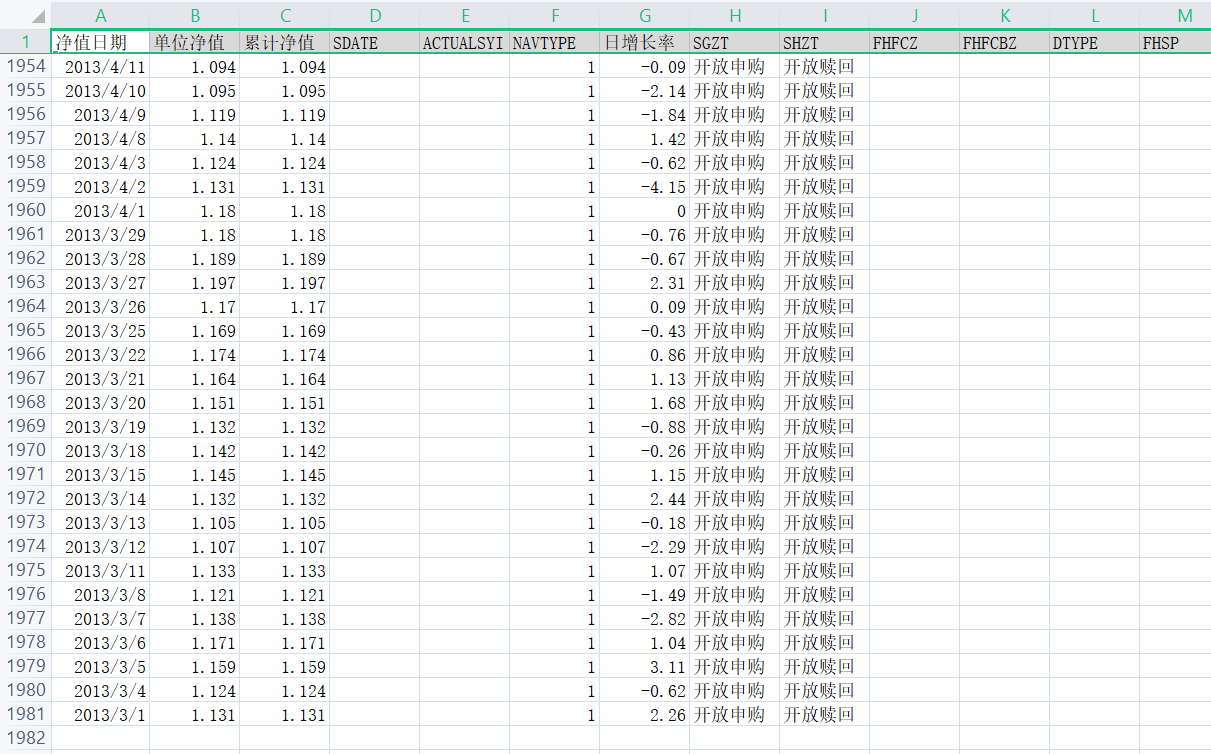 A B C D E F G H I J K L M
1 净值日期 单位净值 累计净值 SDATE ACTUALSYI NAVTYPE 日增长率 SGZT SHZT FHFCZ FHFCBZ DTYPE FHSP
1954 2013/4/11 1.094 1.094 1 -0.09 开放申购 开放赎回
1955 2013/4/10 1.095 1.095 1 -2.14 开放申购 开放赎回
1956 2013/4/9 1.119 1.119 1 -1.84 开放申购 开放赎回
1957 2013/4/8 1.14 1.14 1 1.42 开放申购 开放赎回
1958 2013/4/3 1.124 1.124 1 -0.62 开放申购 开放赎回
1959 2013/4/2 1.131 1.131 1 -4.15 开放申购 开放赎回
1960 2013/4/1 1.18 1.18 1 0 开放申购 开放赎回
1961 2013/3/29 1.18 1.18 1 -0.76 开放申购 开放赎回
1962 2013/3/28 1.189 1.189 1 -0.67 开放申购 开放赎回
1963 2013/3/27 1.197 1.197 1 2.31 开放申购 开放赎回
1964 2013/3/26 1.17 1.17 1 0.09 开放申购 开放赎回
1965 2013/3/25 1.169 1.169 1 -0.43 开放申购 开放赎回
1966 2013/3/22 1.174 1.174 1 0.86 开放申购 开放赎回
1967 2013/3/21 1.164 1.164 1 1.13 开放申购 开放赎回
1968 2013/3/20 1.151 1.151 1 1.68 开放申购 开放赎回
1969 2013/3/19 1.132 1.132 1 -0.88 开放申购 开放赎回
1970 2013/3/18 1.142 1.142 1 -0.26 开放申购 开放赎回
1971 2013/3/15 1.145 1.145 1 1.15 开放申购 开放赎回
1972 2013/3/14 1.132 1.132 1 2.44 开放申购 开放赎回
1973 2013/3/13 1.105 1.105 1 -0.18 开放申购 开放赎回
1974 2013/3/12 1.107 1.107 1 -2.29 开放申购 开放赎回
1975 2013/3/11 1.133 1.133 1 1.07 开放申购 开放赎回
1976 2013/3/8 1.121 1.121 1 -1.49 开放申购 开放赎回
1977 2013/3/7 1.138 1.138 1 -2.82 开放申购 开放赎回
1978 2013/3/6 1.171 1.171 1 1.04 开放申购 开放赎回
1979 2013/3/5 1.159 1.159 1 3.11 开放申购 开放赎回
1980 2013/3/4 1.124 1.124 1 -0.62 开放申购 开放赎回
1981 2013/3/1 1.131 1.131 1 2.26 开放申购 开放赎回
1982